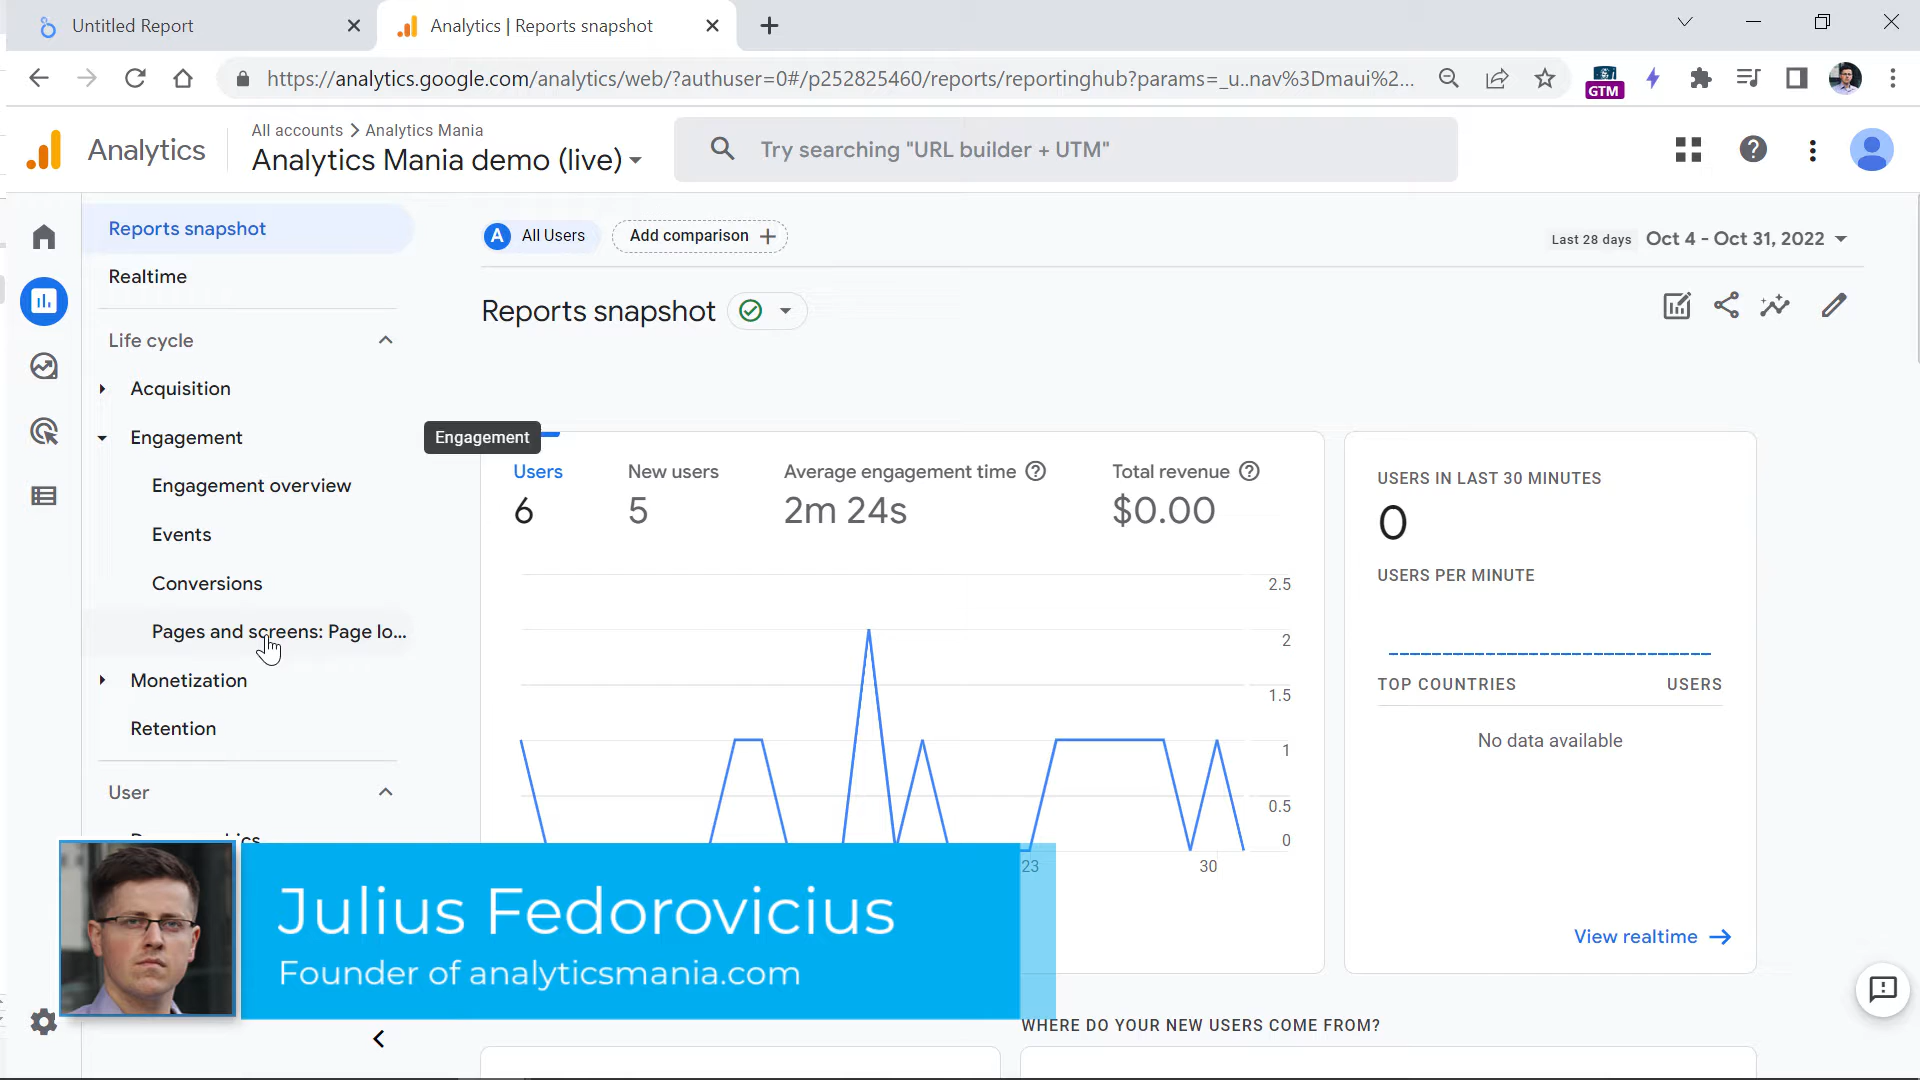 Untitled Report
Analytics | Reports snapshot
https://analytics.google.com/analytics/web/?authuser=0#/p252825460/reports/reportinghub?params=_u..nav%3Dmaui%2...
GTM
Analytics
All accounts > Analytics Mania
Analytics Mania demo (live)
Try searching "URL builder + UTM"
Reports snapshot
Realtime
Life cycle
Acquisition
Engagement
Engagement overview
Events
Conversions
Pages and screens: Page lo...
Monetization
Retention
User
A All Users
Add comparison +
Last 28 days Oct 4 - Oct 31, 2022
Reports snapshot
Engagement
Users
6
New users
5
Average engagement time
2m 24s
Total revenue
$0.00
2.5
2
1.5
1
0.5
0
23
30
USERS IN LAST 30 MINUTES
0
USERS PER MINUTE
TOP COUNTRIES USERS
No data available
View realtime
Julius Fedorovicius
Founder of analyticsmania.com
WHERE DO YOUR NEW USERS COME FROM?